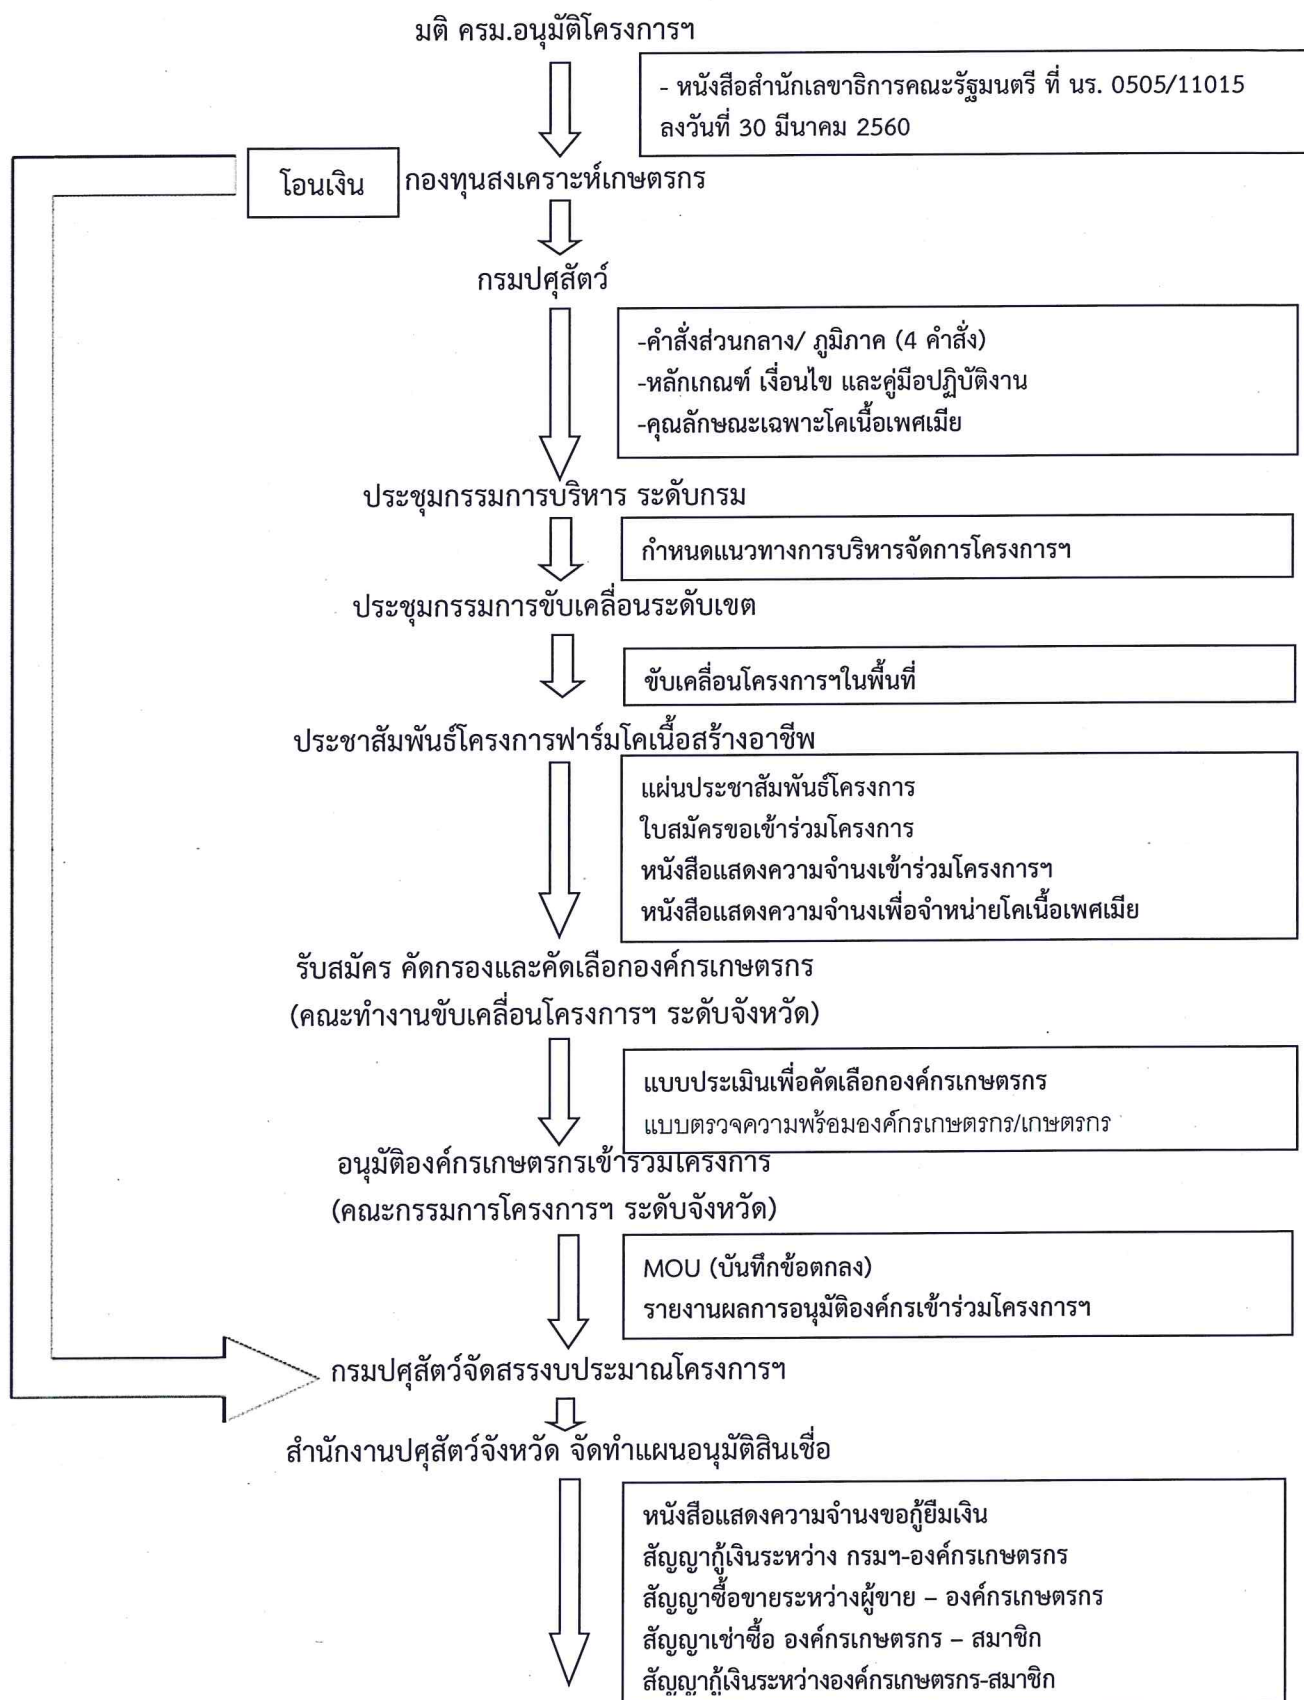 มติ ครม.อนุมัติโครงการฯ
- หนังสือสำนักเลขาธิการคณะรัฐมนตรี ที่ นร. 0505/11015
ลงวันที่ 30 มีนาคม 2560
โอนเงิน
กองทุนสงเคราะห์เกษตรกร
กรมปศุสัตว์
-คำสั่งส่วนกลาง/ ภูมิภาค (4 คำสั่ง)
-หลักเกณฑ์ เงื่อนไข และคู่มือปฏิบัติงาน
-คุณลักษณะเฉพาะโคเนื้อเพศเมีย
ประชุมกรรมการบริหาร ระดับกรม
กำหนดแนวทางการบริหารจัดการโครงการฯ
ประชุมกรรมการขับเคลื่อนระดับเขต
ขับเคลื่อนโครงการฯในพื้นที่
ประชาสัมพันธ์โครงการฟาร์มโคเนื้อสร้างอาชีพ
แผ่นประชาสัมพันธ์โครงการ
ใบสมัครขอเข้าร่วมโครงการ
หนังสือแสดงความจำนงเข้าร่วมโครงการฯ
หนังสือแสดงความจำนงเพื่อจำหน่ายโคเนื้อเพศเมีย
รับสมัคร คัดกรองและคัดเลือกองค์กรเกษตรกร
(คณะทำงานขับเคลื่อนโครงการฯ ระดับจังหวัด)
แบบประเมินเพื่อคัดเลือกองค์กรเกษตรกร
แบบตรวจความพร้อมองค์กรเกษตรกร/เกษตรกร
อนุมัติองค์กรเกษตรกรเข้าร่วมโครงการ
(คณะกรรมการโครงการฯ ระดับจังหวัด)
MOU (บันทึกข้อตกลง)
รายงานผลการอนุมัติองค์กรเข้าร่วมโครงการฯ
กรมปศุสัตว์จัดสรรงบประมาณโครงการฯ
สำนักงานปศุสัตว์จังหวัด จัดทำแผนอนุมัติสินเชื่อ
หนังสือแสดงความจำนงขอกู้ยืมเงิน
สัญญากู้เงินระหว่าง กรมฯ-องค์กรเกษตรกร
สัญญาซื้อขายระหว่างผู้ขาย – องค์กรเกษตรกร
สัญญาเช่าซื้อ องค์กรเกษตรกร – สมาชิก
สัญญากู้เงินระหว่างองค์กรเกษตรกร-สมาชิก